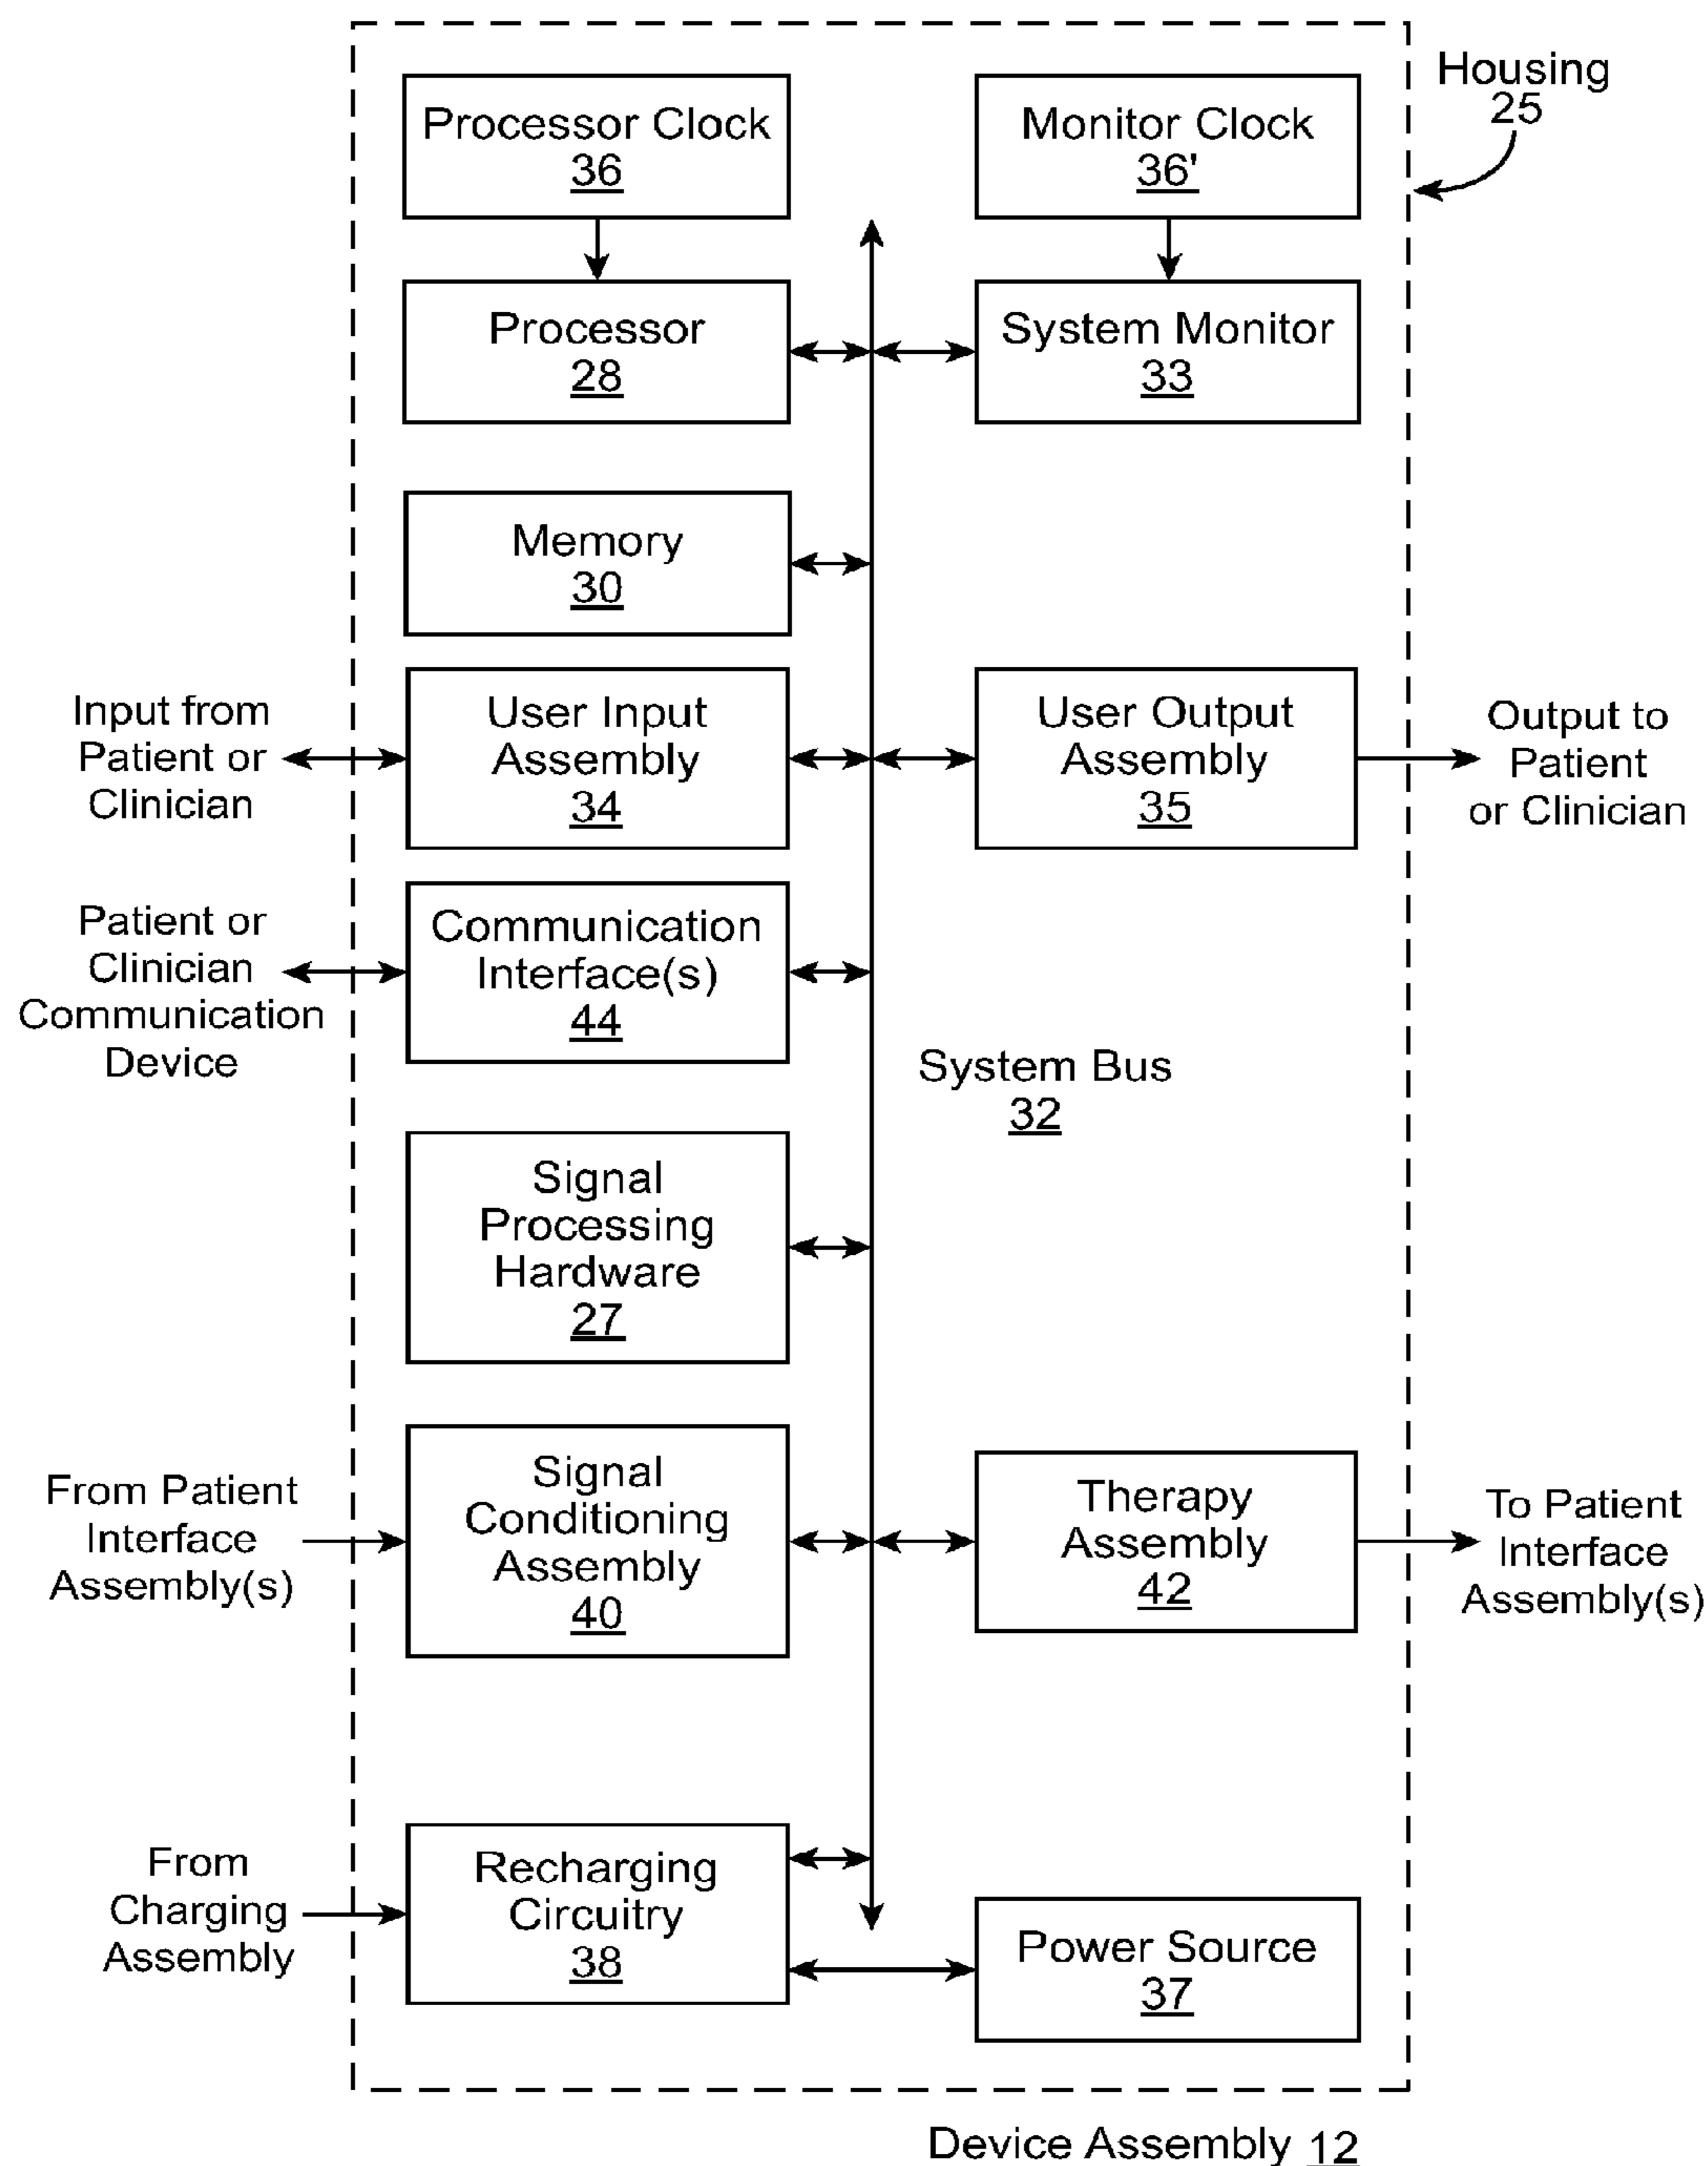 Housing
25
Processor Clock
36
Monitor Clock
36'
Processor
28
System Monitor
33
Memory
30
Input from
Patient or
Clinician
User Input
Assembly
34
User Output
Assembly
35
Output to
Patient
or Clinician
Patient or
Clinician
Communication
Device
Communication
Interface(s)
44
System Bus
32
Signal
Processing
Hardware
27
From Patient
Interface
Assembly(s)
Signal
Conditioning
Assembly
40
Therapy
Assembly
42
To Patient
Interface
Assembly(s)
From
Charging
Assembly
Recharging
Circuitry
38
Power Source
37
Device Assembly 12